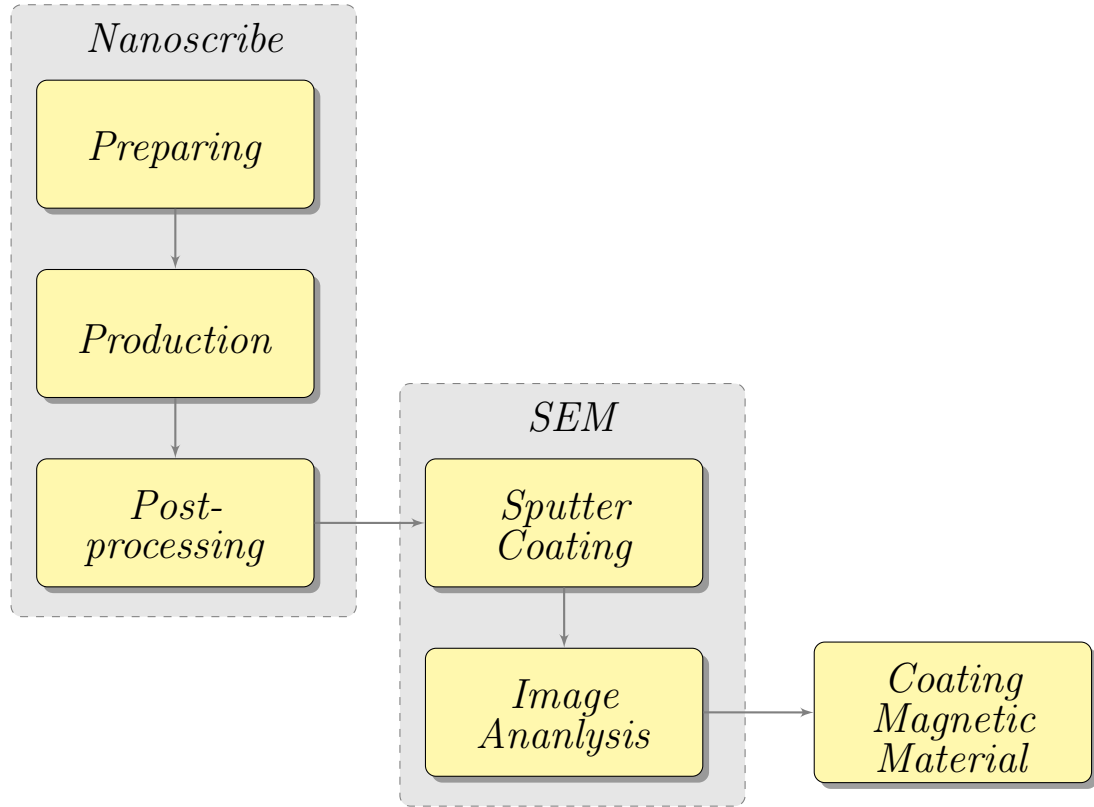 Nanoscribe
Preparing
Production
Post-
processing
SEM
Sputter
Coating
Image
Ananlysis
Coating
Magnetic
Material